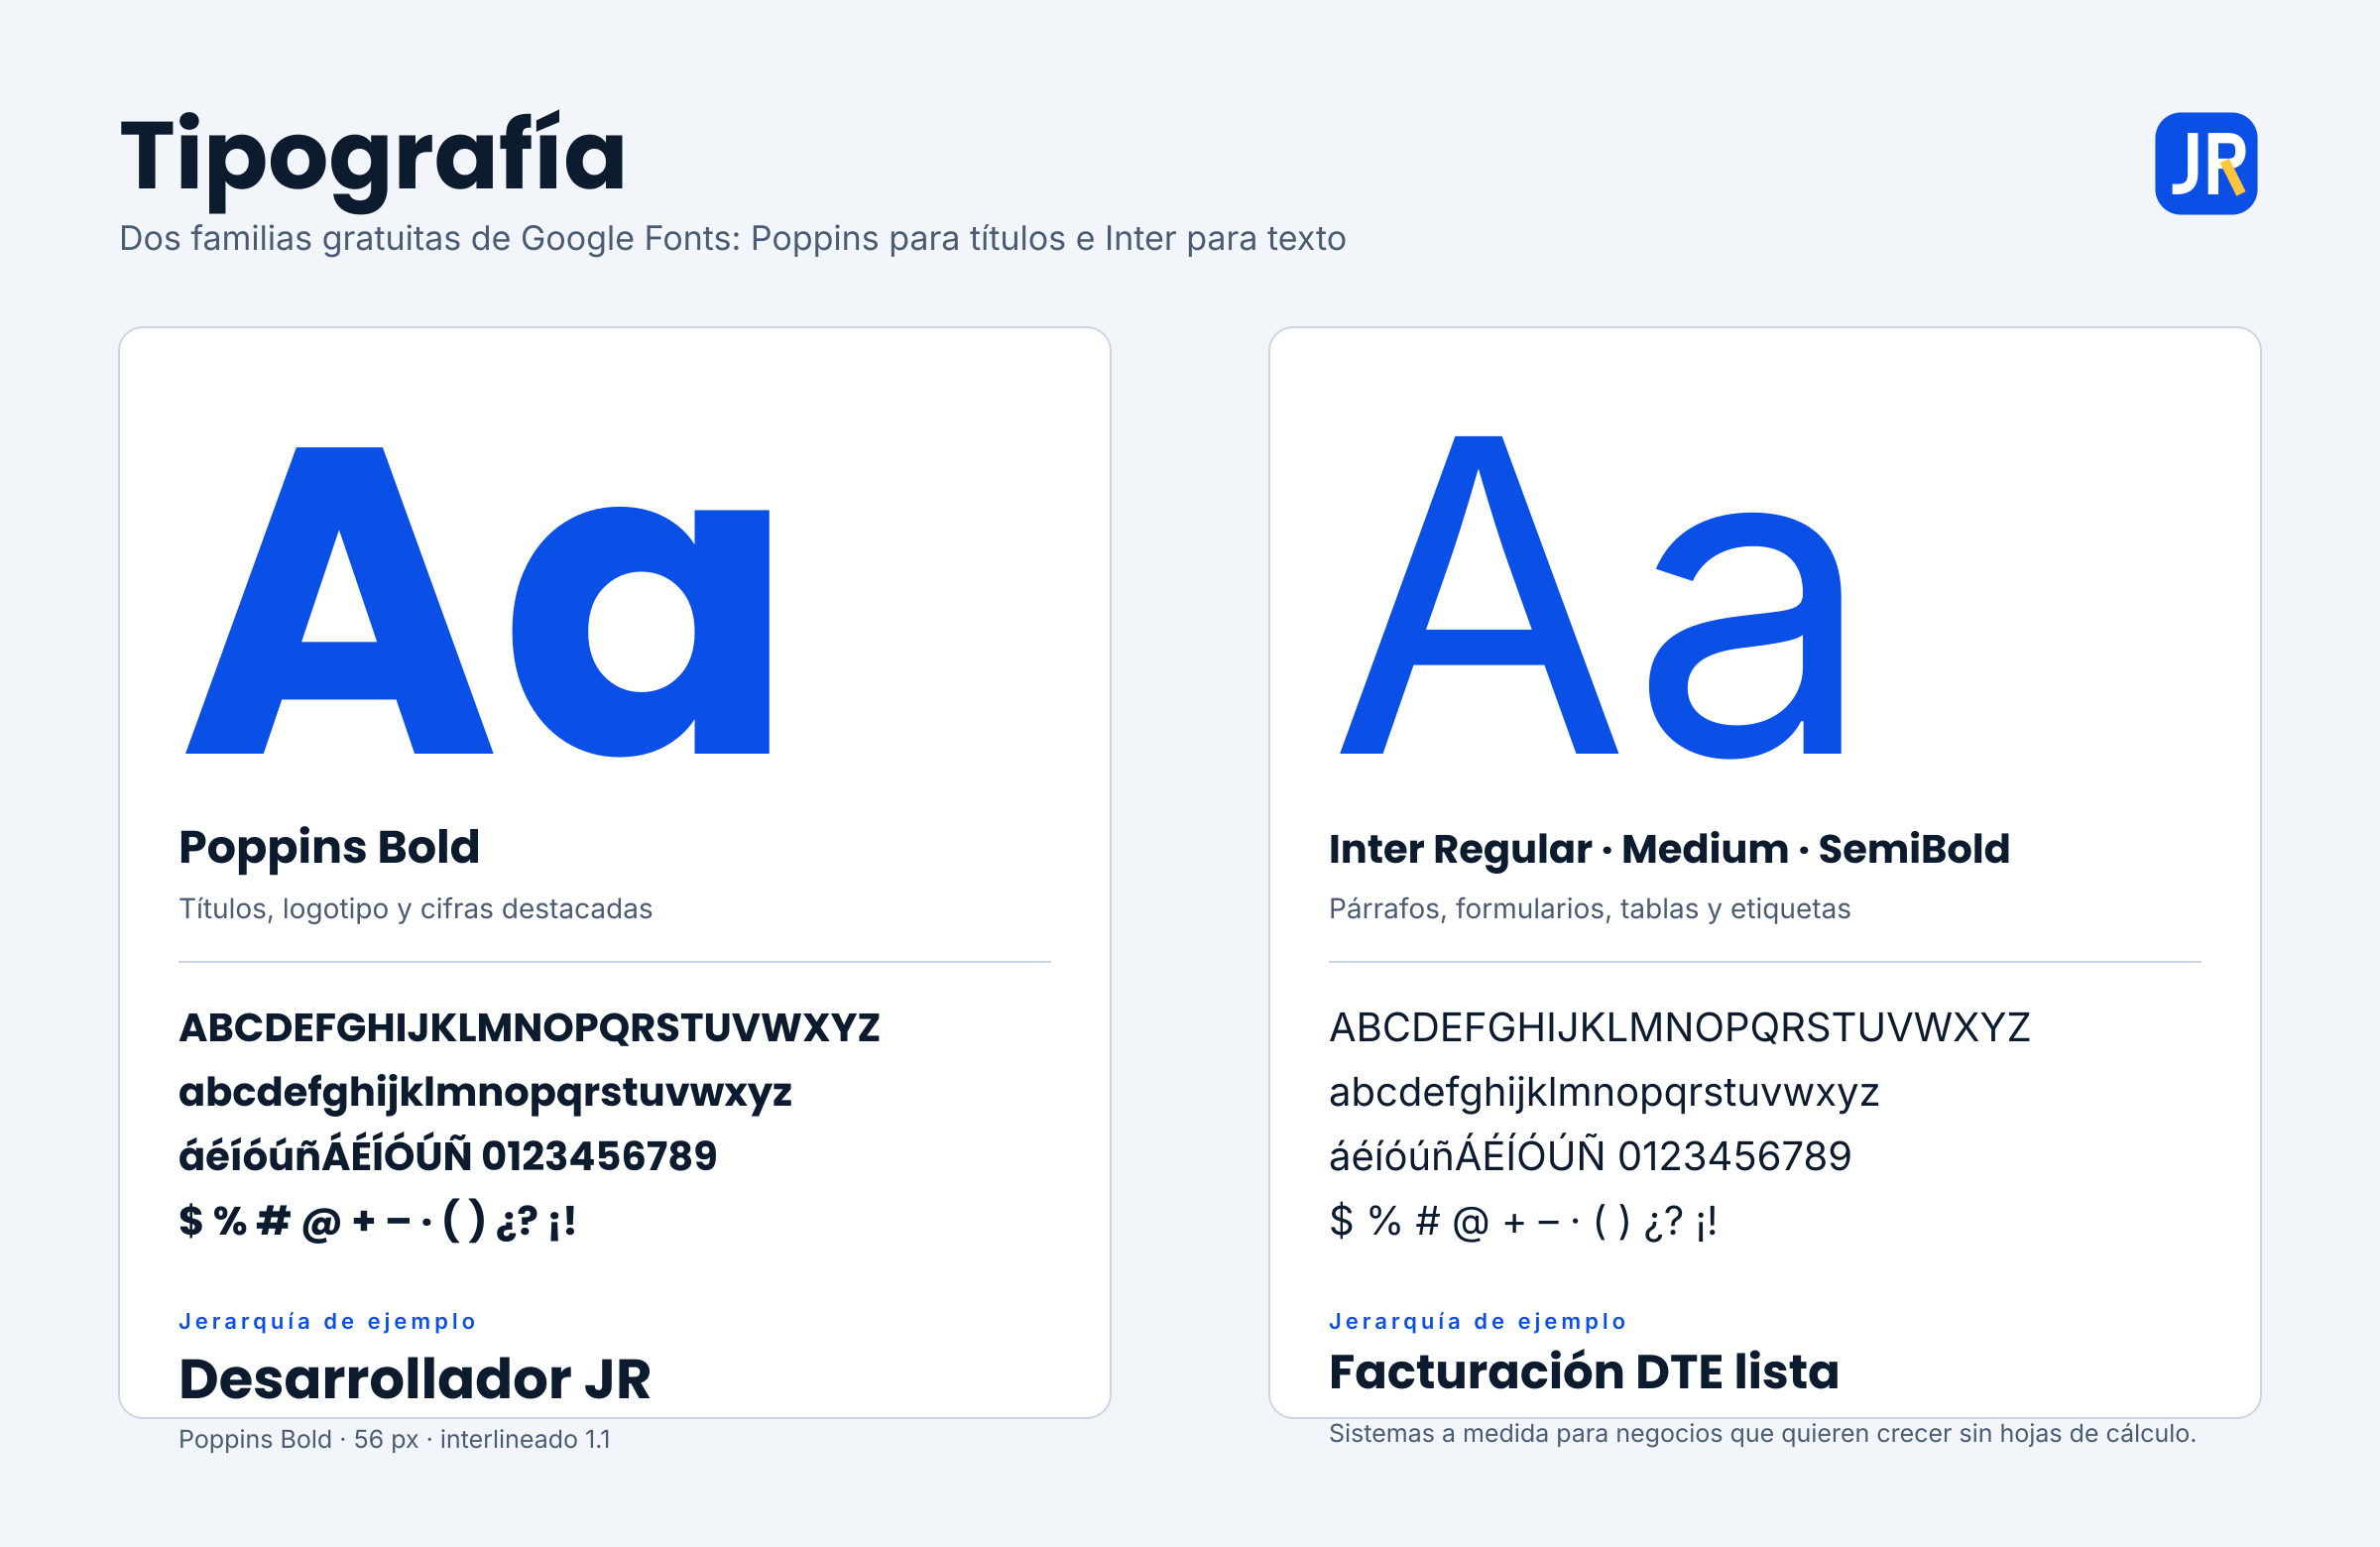 Tipografía
JR
Dos familias gratuitas de Google Fonts: Poppins para títulos e Inter para texto
Aa
Poppins Bold
Títulos, logotipo y cifras destacadas
ABCDEFGHIJKLMNOPQRSTUVWXYZ
abcdefghijklmnopqrstuvwxyz
áéíóúñÁÉÍÓÚÑ 0123456789
$ % # @ + – · ( ) ¿? ¡!
Jerarquía de ejemplo
Desarrollador JR
Poppins Bold · 56 px · interlineado 1.1
Aa
Inter Regular · Medium · SemiBold
Párrafos, formularios, tablas y etiquetas
ABCDEFGHIJKLMNOPQRSTUVWXYZ
abcdefghijklmnopqrstuvwxyz
áéíóúñÁÉÍÓÚÑ 0123456789
$ % # @ + – · ( ) ¿? ¡!
Jerarquía de ejemplo
Facturación DTE lista
Sistemas a medida para negocios que quieren crecer sin hojas de cálculo.